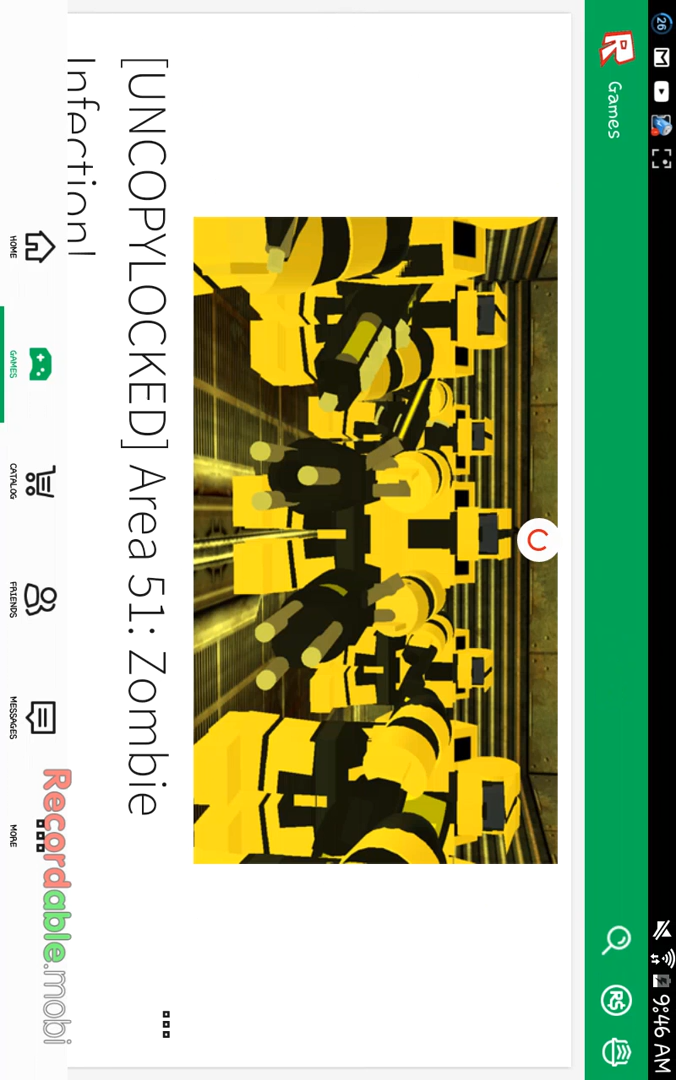 26
9:46 AM
R Games
R$
[UNCOPYLOCKED] Area 51: Zombie
Infection!
HOME
GAMES
CATALOG
FRIENDS
MESSAGES
MORE
Recordable.mobi